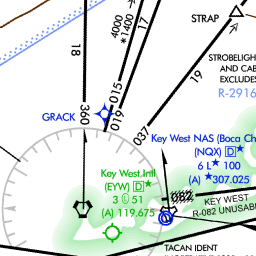 STRAP
4000
*1400
17
18
19
STROBELIGH
AND CAB
EXCLUDES
R-2916
GRACK
360
015
019
037
Key West NAS (Boca Ch
(NQX) D★
6 L★ 100
(A) ★307.025
Key West Intl
(EYW) D★
3 51
(A) 119.675
082
KEY WEST
R-082 UNUSAB
TACAN IDENT